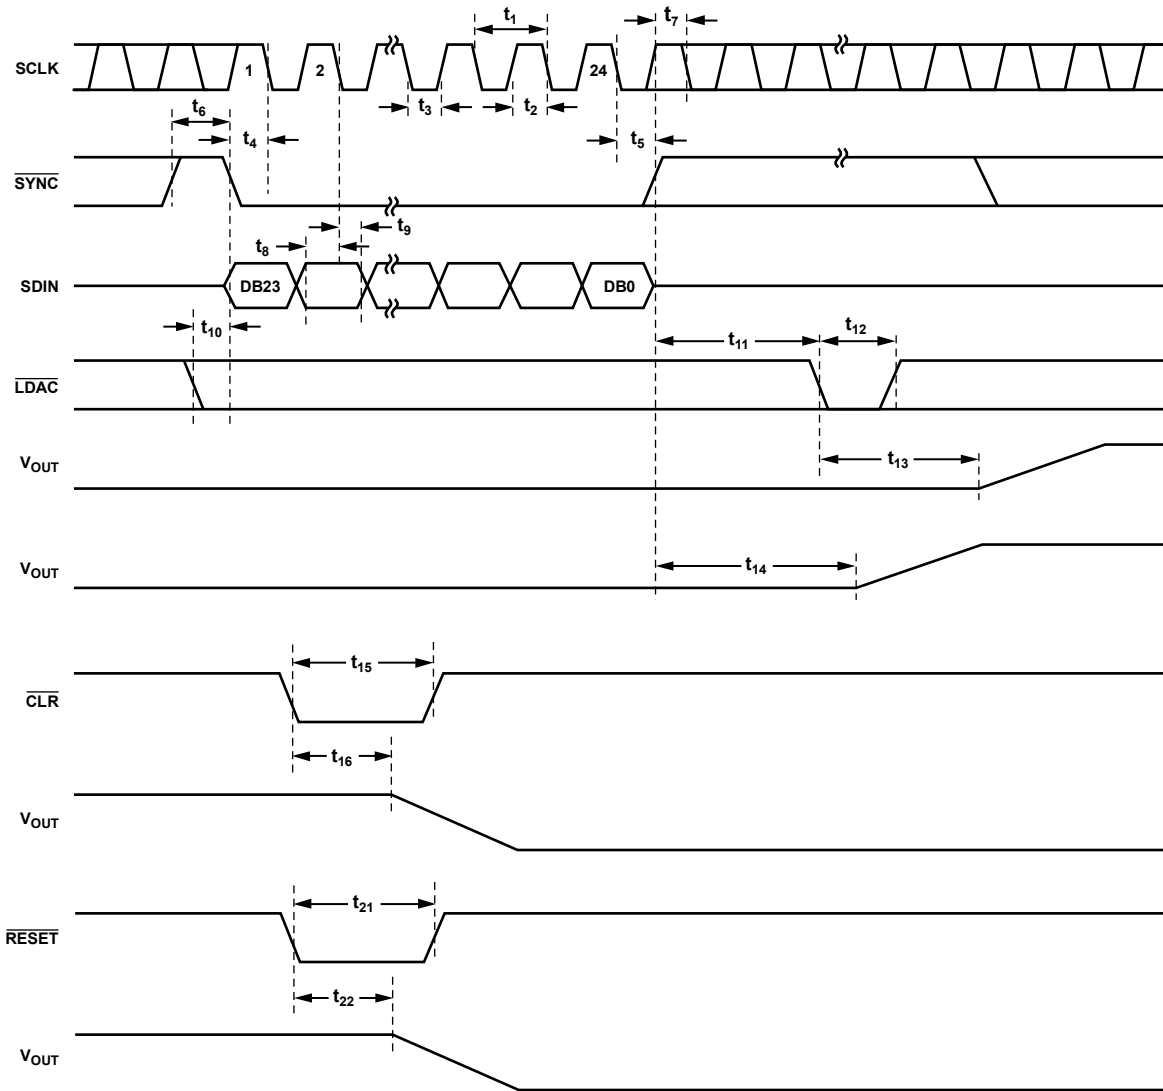 t1
t7
SCLK
1
2
24
t3
t2
t6
t4
t5
SYNC
t9
t8
SDIN
DB23
DB0
t10
t11
t12
LDAC
VOUT
t13
VOUT
t14
t15
CLR
t16
VOUT
t21
RESET
t22
VOUT